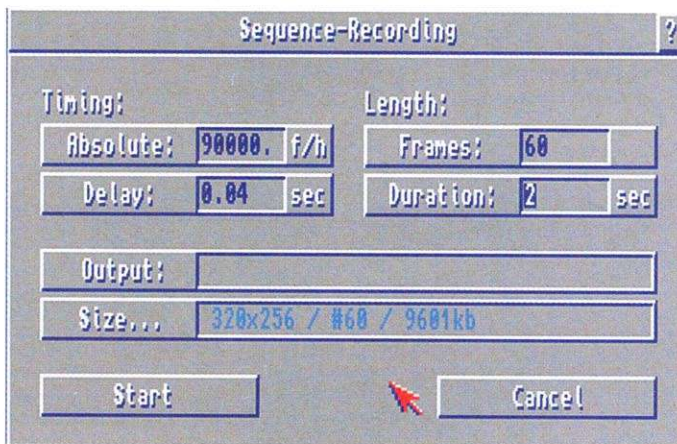 Sequence-Recording ?
Timing: Length:
Absolute: 90000. f/h Frames: 60
Delay: 0.04 sec Duration: 2 sec
Output:
Size... 320x256 / #60 / 9601kb
Start Cancel